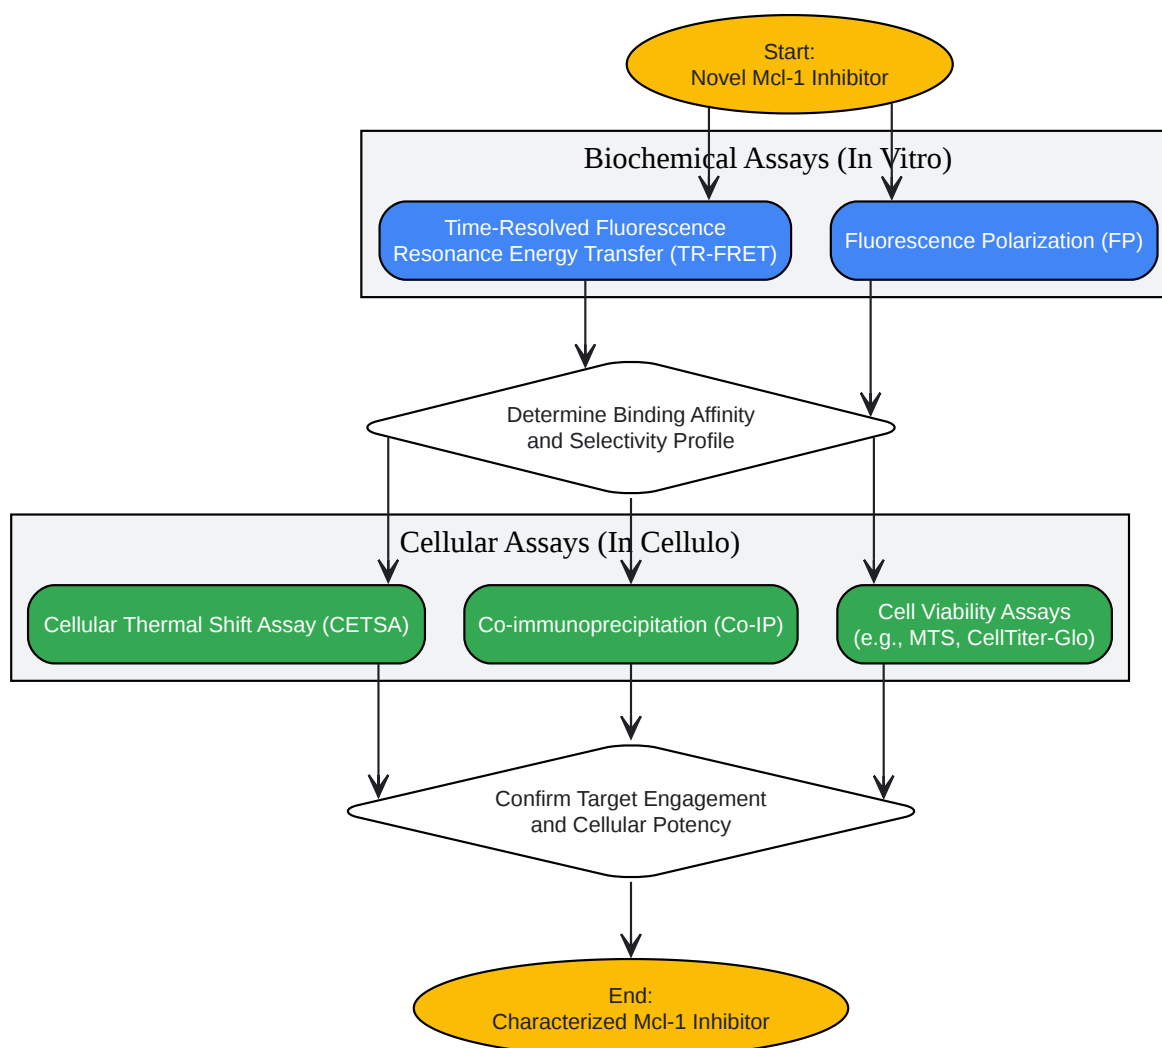 Start:
Novel Mcl-1 Inhibitor
Biochemical Assays (In Vitro)
Time-Resolved Fluorescence
Resonance Energy Transfer (TR-FRET)
Fluorescence Polarization (FP)
Determine Binding Affinity
and Selectivity Profile
Cellular Assays (In Cellulo)
Cellular Thermal Shift Assay (CETSA)
Co-immunoprecipitation (Co-IP)
Cell Viability Assays
(e.g., MTS, CellTiter-Glo)
Confirm Target Engagement
and Cellular Potency
End:
Characterized Mcl-1 Inhibitor